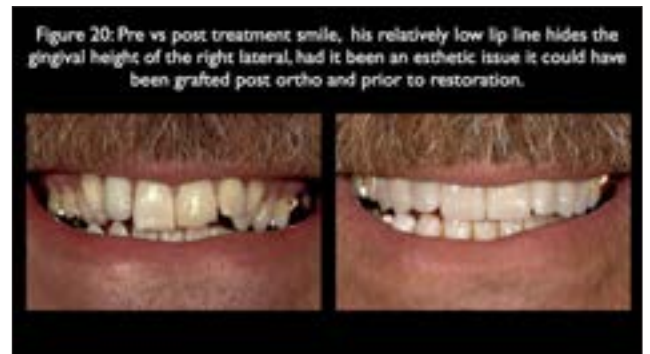 Figure 20: Pre vs post treatment smile, his relatively low lip line hides the
gingival height of the right lateral, had it been an esthetic issue it could have
been grafted post ortho and prior to restoration.